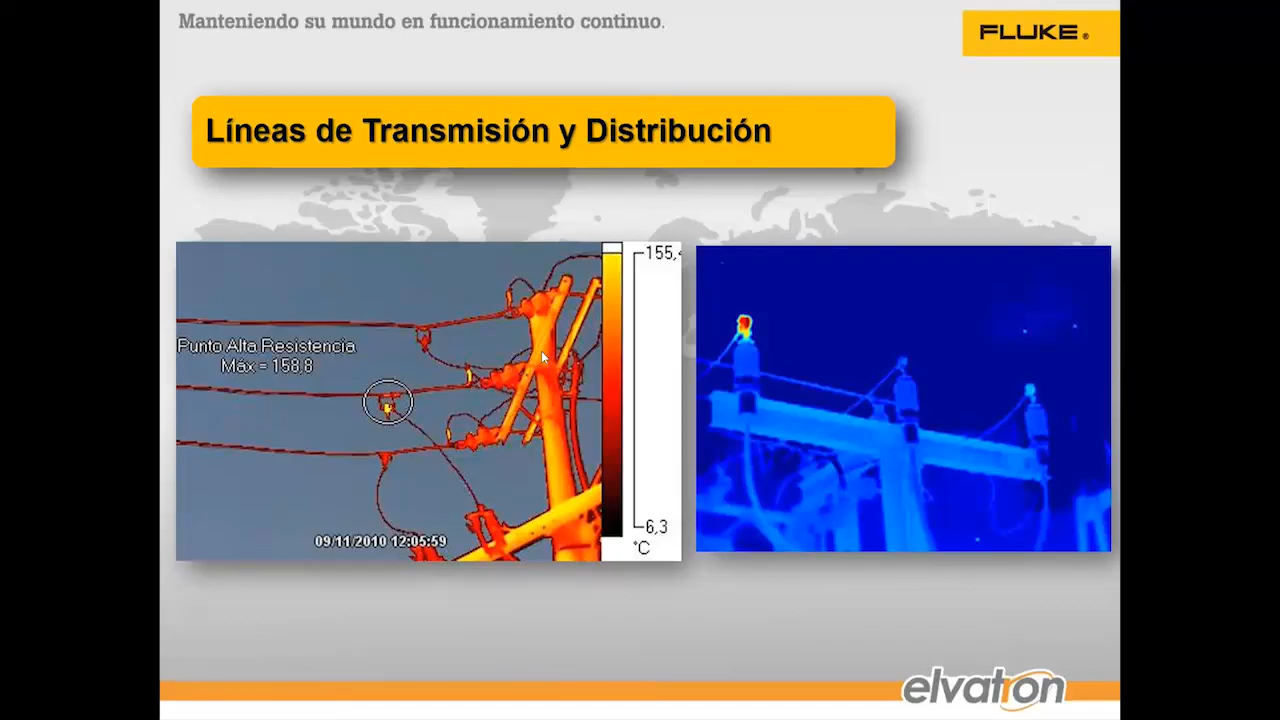 Manteniendo su mundo en funcionamiento continuo.
FLUKE®
Líneas de Transmisión y Distribución
155,4
Punto Alta Resistencia
Máx = 158,8
09/11/2010 12:05:59
6,3
°C
elvatron